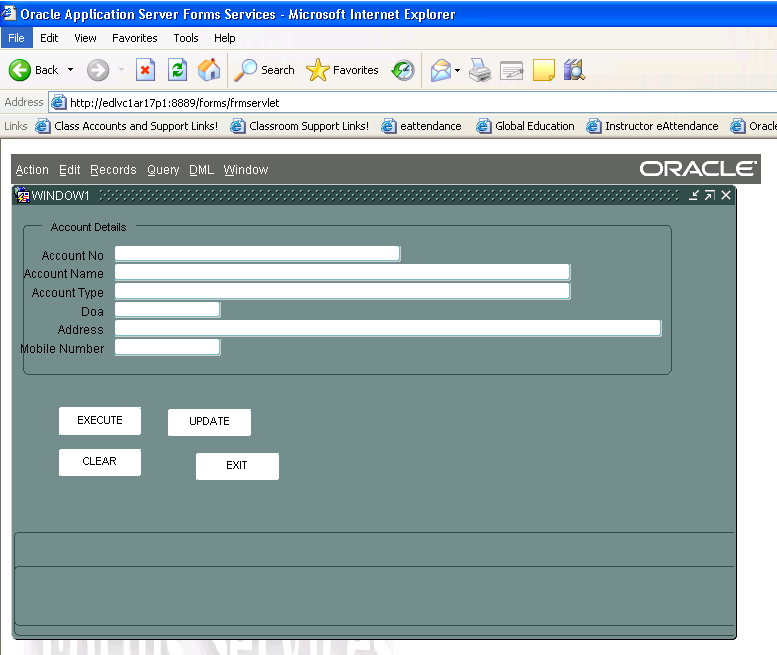 Oracle Application Server Forms Services - Microsoft Internet Explorer
File Edit View Favorites Tools Help
Back Search Favorites
Address http://edlvc1ar17p1:8889/forms/frmservlet
Links Class Accounts and Support Links! Classroom Support Links! eattendance Global Education Instructor eAttendance Oracle
Action Edit Records Query DML Window ORACLE
WINDOW1
Account Details
Account No
Account Name
Account Type
Doa
Address
Mobile Number
EXECUTE UPDATE
CLEAR EXIT